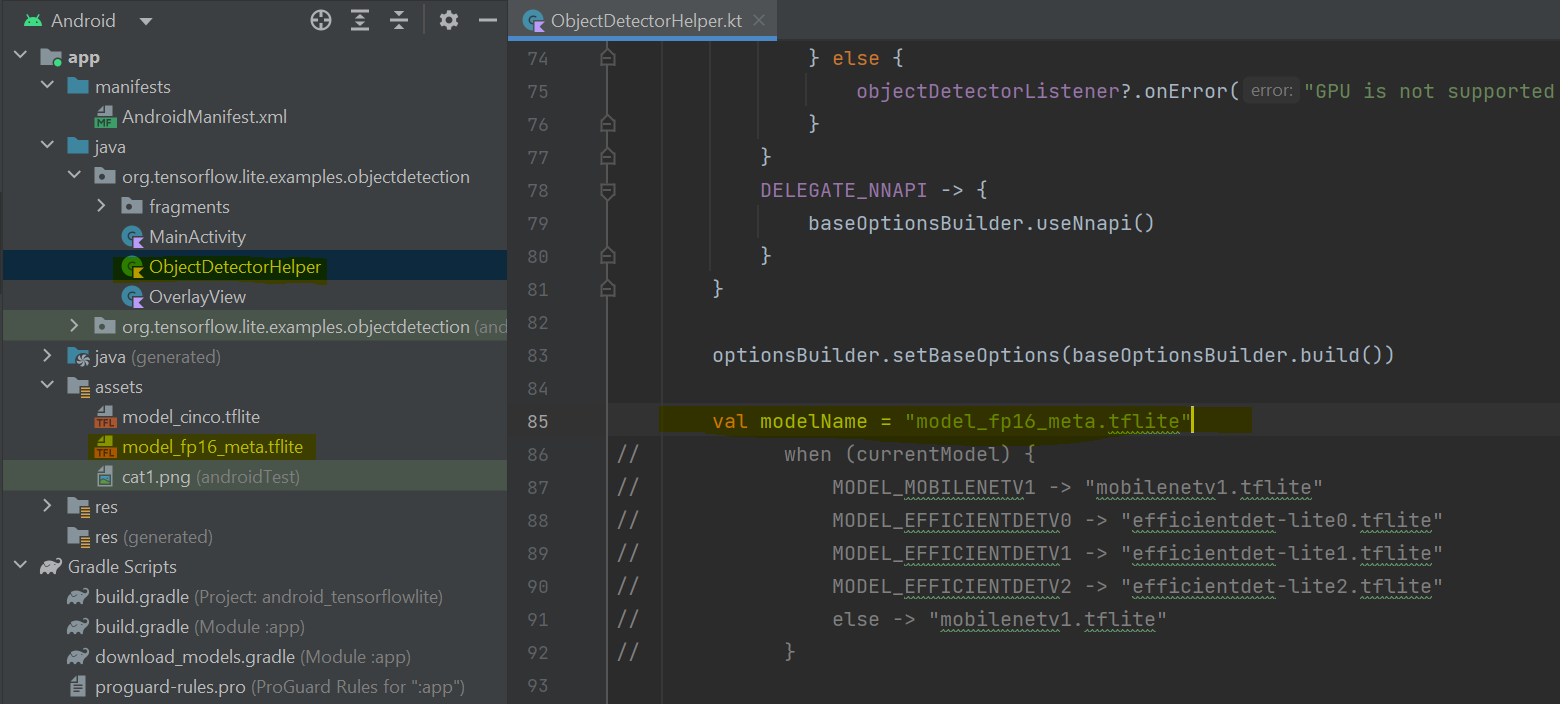 Android
app
manifests
MF AndroidManifest.xml
java
org.tensorflow.lite.examples.objectdetection
fragments
MainActivity
ObjectDetectorHelper
OverlayView
org.tensorflow.lite.examples.objectdetection (and
java (generated)
assets
TFL model_cinco.tflite
TFL model_fp16_meta.tflite
cat1.png (androidTest)
res
res (generated)
Gradle Scripts
build.gradle (Project: android_tensorflowlite)
build.gradle (Module :app)
download_models.gradle (Module :app)
proguard-rules.pro (ProGuard Rules for ":app")
ObjectDetectorHelper.kt
74 } else {
75 objectDetectorListener?.onError( error: "GPU is not supported
76 }
77 }
78 DELEGATE_NNAPI -> {
79 baseOptionsBuilder.useNnapi()
80 }
81 }
82
83 optionsBuilder.setBaseOptions(baseOptionsBuilder.build())
84
85 val modelName = "model_fp16_meta.tflite"
86 // when (currentModel) {
87 // MODEL_MOBILENETV1 -> "mobilenetv1.tflite"
88 // MODEL_EFFICIENTDETV0 -> "efficientdet-lite0.tflite"
89 // MODEL_EFFICIENTDETV1 -> "efficientdet-lite1.tflite"
90 // MODEL_EFFICIENTDETV2 -> "efficientdet-lite2.tflite"
91 // else -> "mobilenetv1.tflite"
92 // }
93